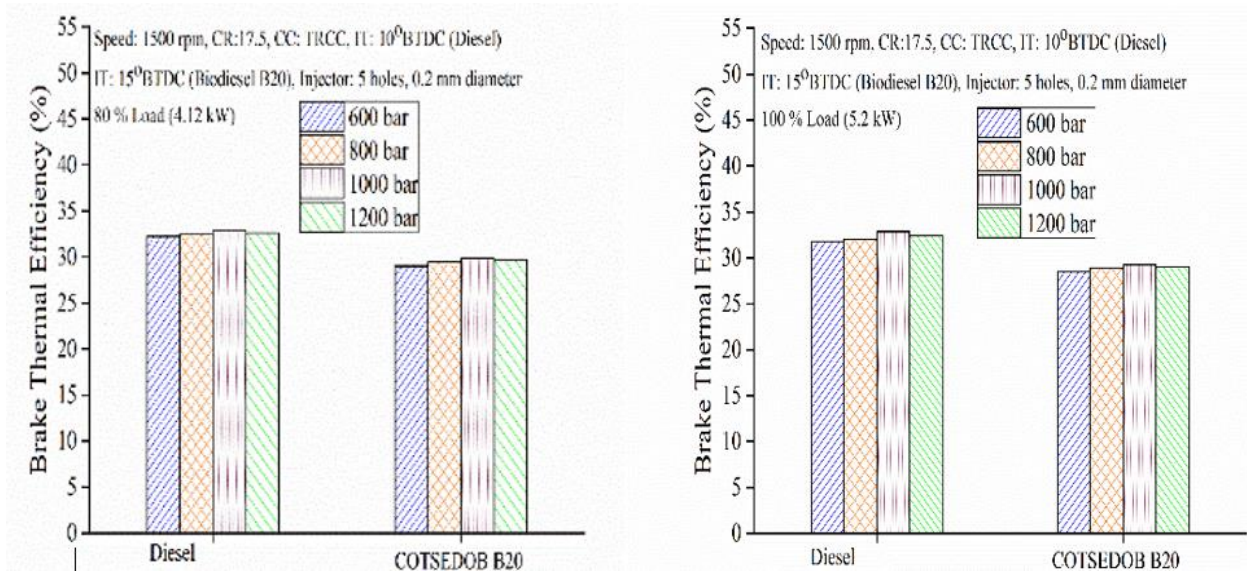 Brake Thermal Efficiency (%)
55
50
45
40
35
30
25
20
15
10
5
0
Speed: 1500 rpm, CR:17.5, CC: TRCC, IT: 10⁰BTDC (Diesel)
IT: 15⁰BTDC (Biodiesel B20), Injector: 5 holes, 0.2 mm diameter
80 % Load (4.12 kW)
600 bar
800 bar
1000 bar
1200 bar
Diesel
COTSEDOB B20
Brake Thermal Efficiency (%)
55
50
45
40
35
30
25
20
15
10
5
0
Speed: 1500 rpm. CR:17.5, CC: TRCC, IT: 10⁰BTDC (Diesel)
IT: 15⁰BTDC (Biodiesel B20), Injector: 5 holes, 0.2 mm diameter
100 % Load (5.2 kW)
600 bar
800 bar
1000 bar
1200 bar
Diesel
COTSEDOB B20